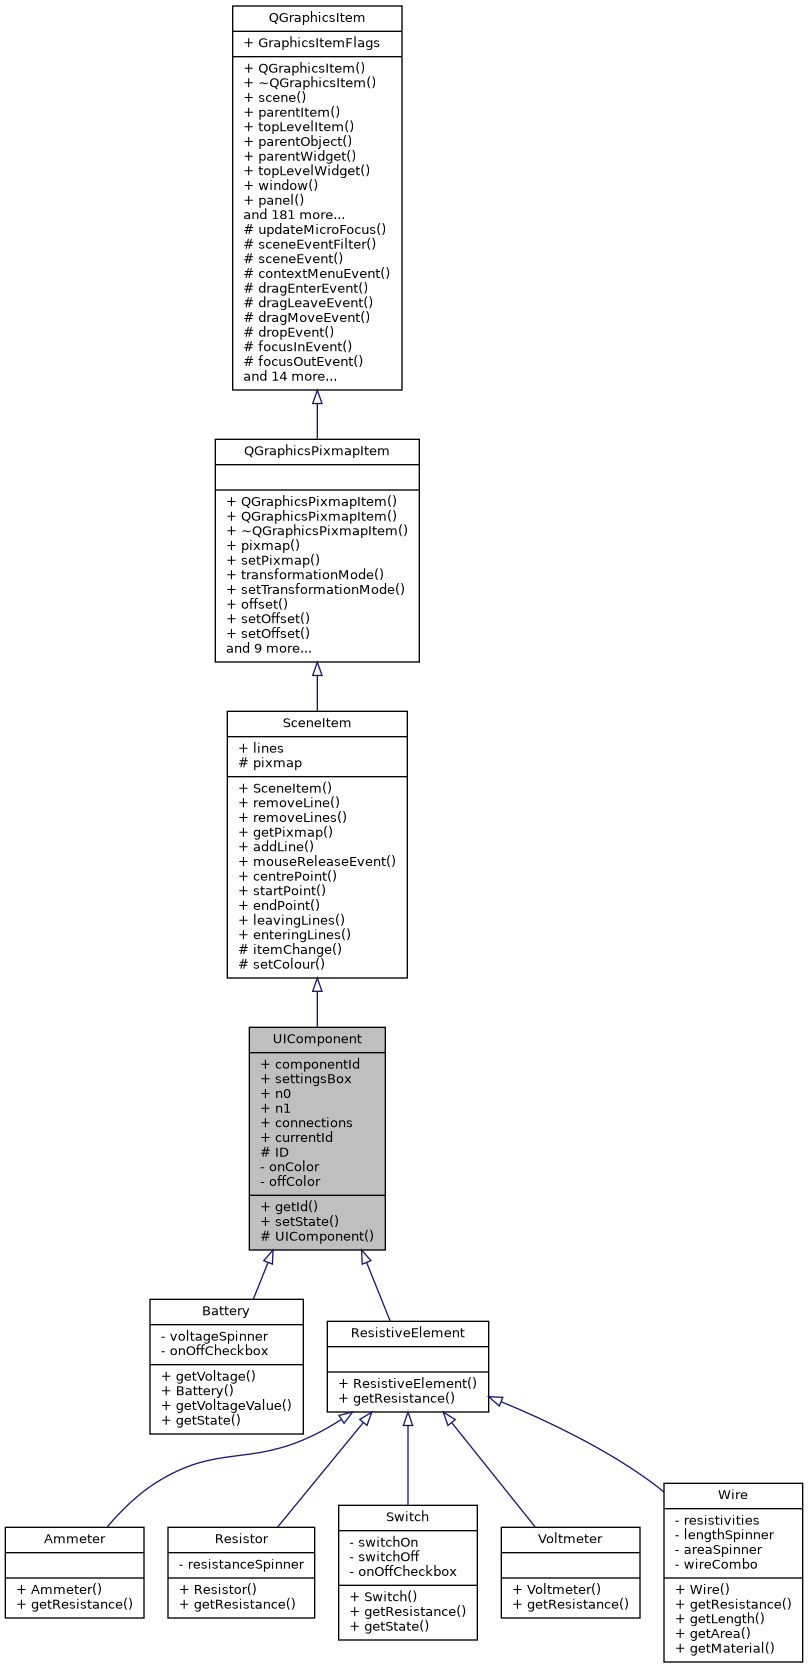 QGraphicsItem
+ GraphicsItemFlags
+ QGraphicsItem()
+ ~QGraphicsItem()
+ scene()
+ parentItem()
+ topLevelItem()
+ parentObject()
+ parentWidget()
+ topLevelWidget()
+ window()
+ panel()
and 181 more...
# updateMicroFocus()
# sceneEventFilter()
# sceneEvent()
# contextMenuEvent()
# dragEnterEvent()
# dragLeaveEvent()
# dragMoveEvent()
# dropEvent()
# focusInEvent()
# focusOutEvent()
and 14 more...
QGraphicsPixmapItem
+ QGraphicsPixmapItem()
+ QGraphicsPixmapItem()
+ ~QGraphicsPixmapItem()
+ pixmap()
+ setPixmap()
+ transformationMode()
+ setTransformationMode()
+ offset()
+ setOffset()
+ setOffset()
and 9 more...
SceneItem
+ lines
# pixmap
+ SceneItem()
+ removeLine()
+ removeLines()
+ getPixmap()
+ addLine()
+ mouseReleaseEvent()
+ centrePoint()
+ startPoint()
+ endPoint()
+ leavingLines()
+ enteringLines()
# itemChange()
# setColour()
UIComponent
+ componentId
+ settingsBox
+ n0
+ n1
+ connections
+ currentId
# ID
- onColor
- offColor
+ getId()
+ setState()
# UIComponent()
Battery
- voltageSpinner
- onOffCheckbox
+ getVoltage()
+ Battery()
+ getVoltageValue()
+ getState()
ResistiveElement
+ ResistiveElement()
+ getResistance()
Ammeter
+ Ammeter()
+ getResistance()
Resistor
- resistanceSpinner
+ Resistor()
+ getResistance()
Switch
- switchOn
- switchOff
- onOffCheckbox
+ Switch()
+ getResistance()
+ getState()
Voltmeter
+ Voltmeter()
+ getResistance()
Wire
- resistivities
- lengthSpinner
- areaSpinner
- wireCombo
+ Wire()
+ getResistance()
+ getLength()
+ getArea()
+ getMaterial()